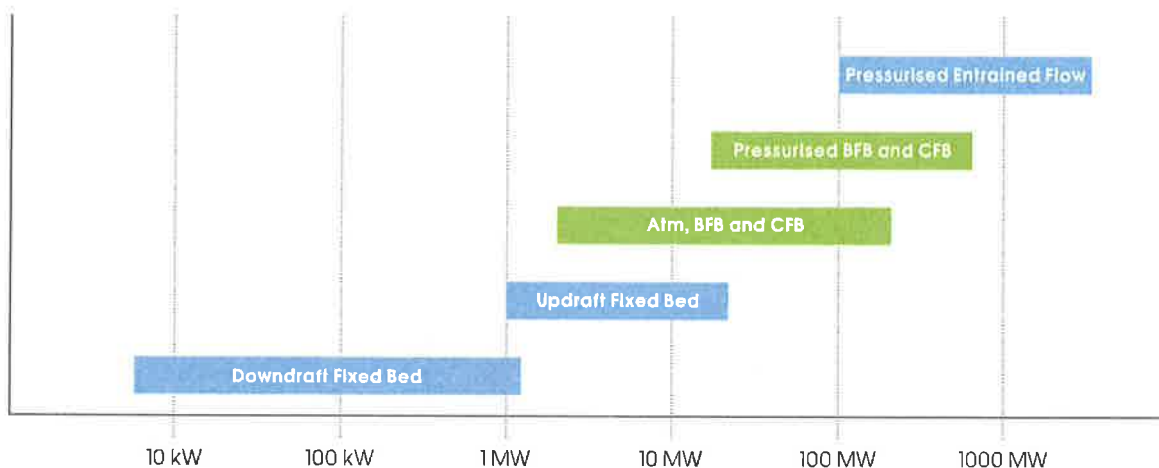 Pressurised Entrained Flow
Pressurised BFB and CFB
Atm, BFB and CFB
Updraft Fixed Bed
Downdraft Fixed Bed
10 kW 100 kW 1 MW 10 MW 100 MW 1000 MW